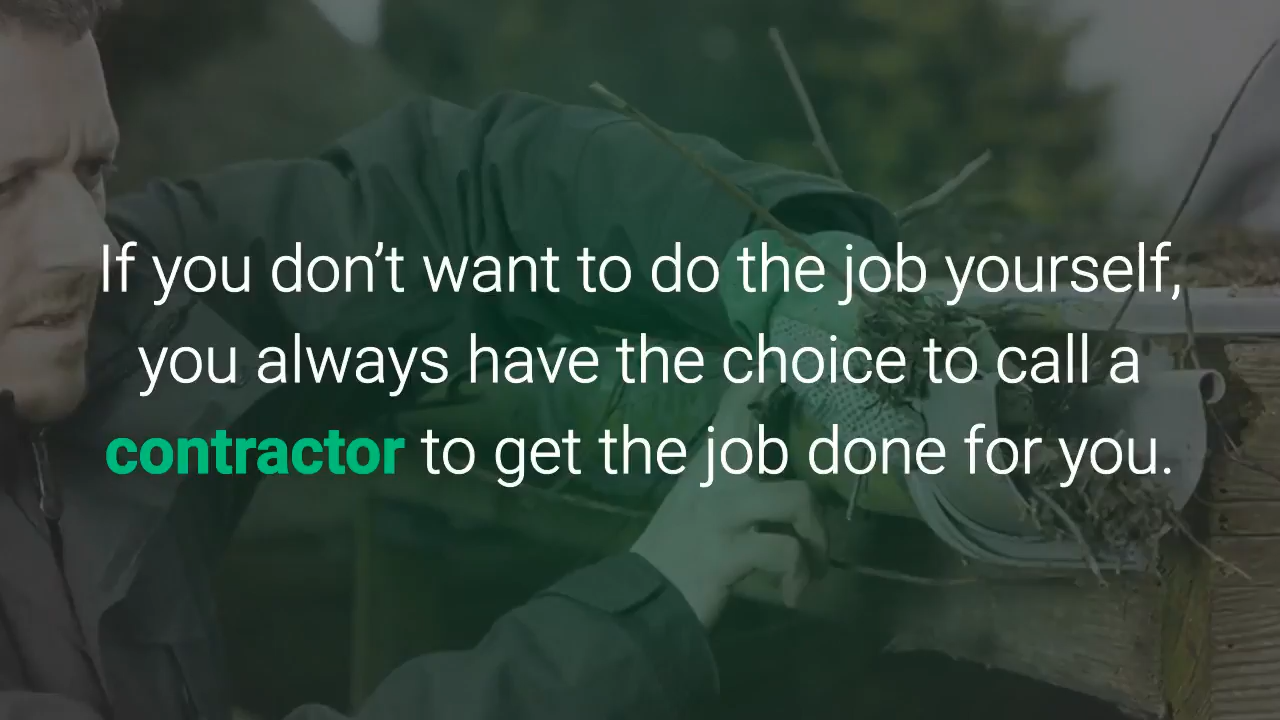 If you don’t want to do the job yourself,
you always have the choice to call a
contractor to get the job done for you.